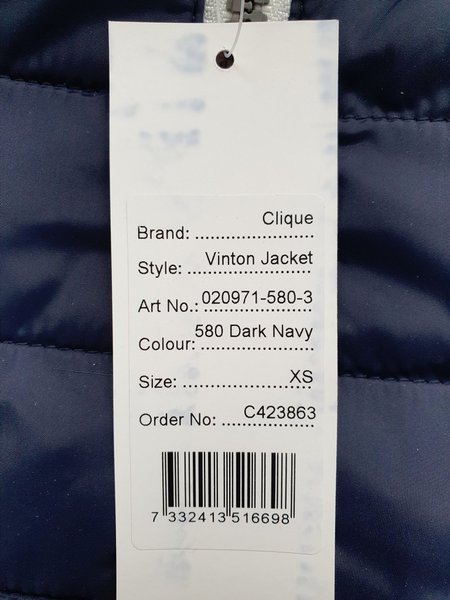 Brand: Clique
Style: Vinton Jacket
Art No.: 020971-580-3
Colour: 580 Dark Navy
Size: XS
Order No: C423863
7 332413 516698